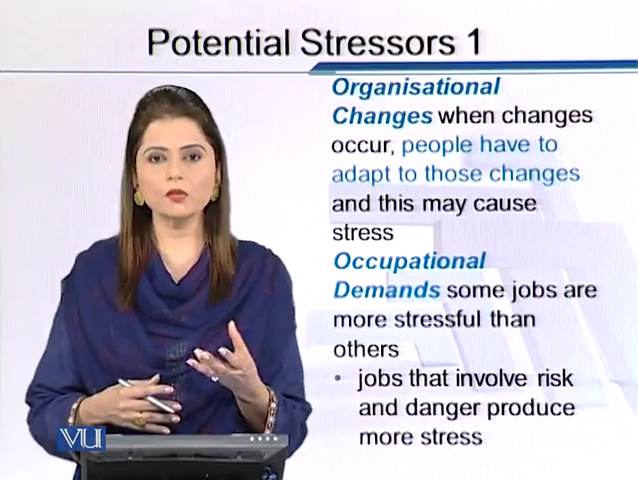 Potential Stressors 1
Organisational
Changes when changes
occur, people have to
adapt to those changes
and this may cause
stress
Occupational
Demands some jobs are
more stressful than
others
• jobs that involve risk
and danger produce
more stress
VU